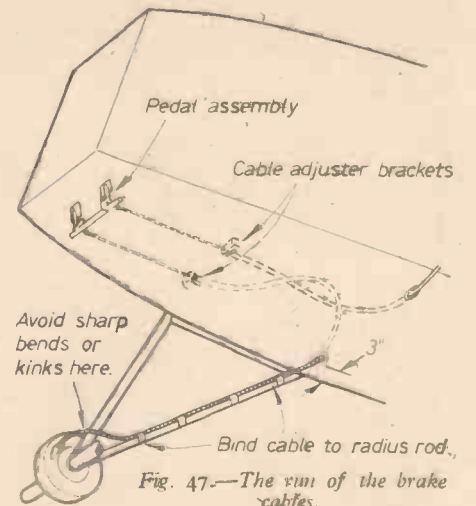 Pedal assembly
Cable adjuster brackets
Avoid sharp
bends or
kinks here.
3"
Bind cable to radius rod.
Fig. 47.—The run of the brake
cables.